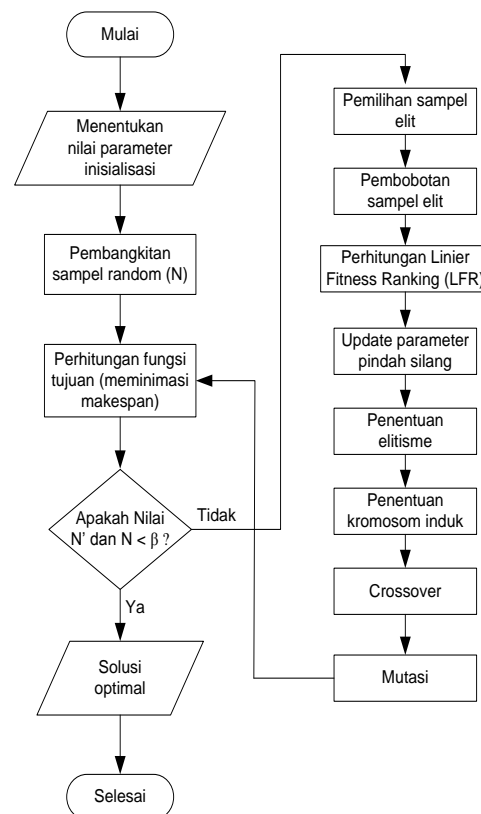 Mulai
Menentukan
nilai parameter
inisialisasi
Pembangkitan
sampel random (N)
Perhitungan fungsi
tujuan (meminimasi
makespan)
Apakah Nilai
N' dan N < β ?
Tidak
Ya
Solusi
optimal
Selesai
Pemilihan sampel
elit
Pembobotan
sampel elit
Perhitungan Linier
Fitness Ranking (LFR)
Update parameter
pindah silang
Penentuan
elitisme
Penentuan
kromosom induk
Crossover
Mutasi